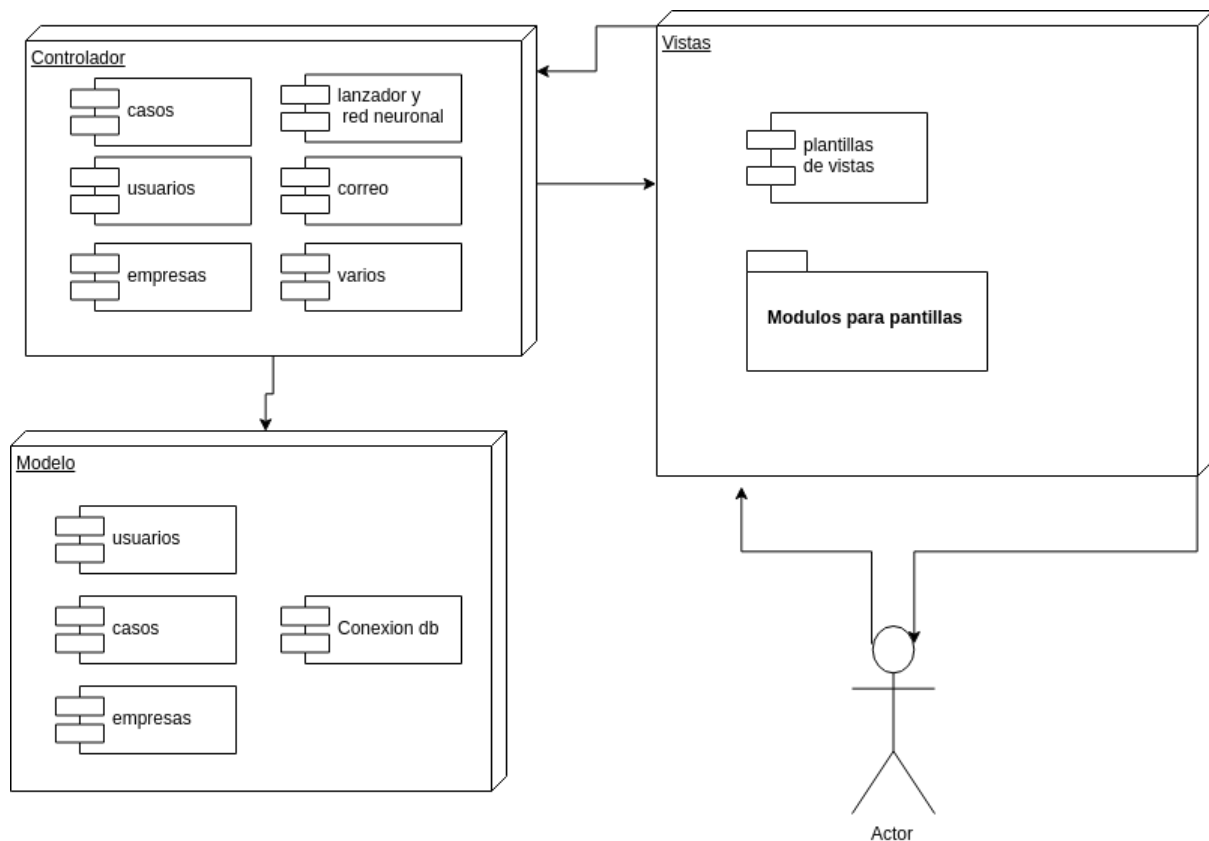 Controlador
casos
lanzador y
red neuronal
usuarios
correo
empresas
varios
Vistas
plantillas
de vistas
Modulos para pantillas
Modelo
usuarios
casos
Conexion db
empresas
Actor